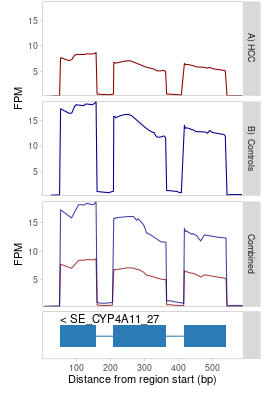 15
10
5
A) HCC
FPM
15
10
5
B) Controls
15
10
5
Combined
FPM
< SE_CYP4A11_27
100 200 300 400 500
Distance from region start (bp)